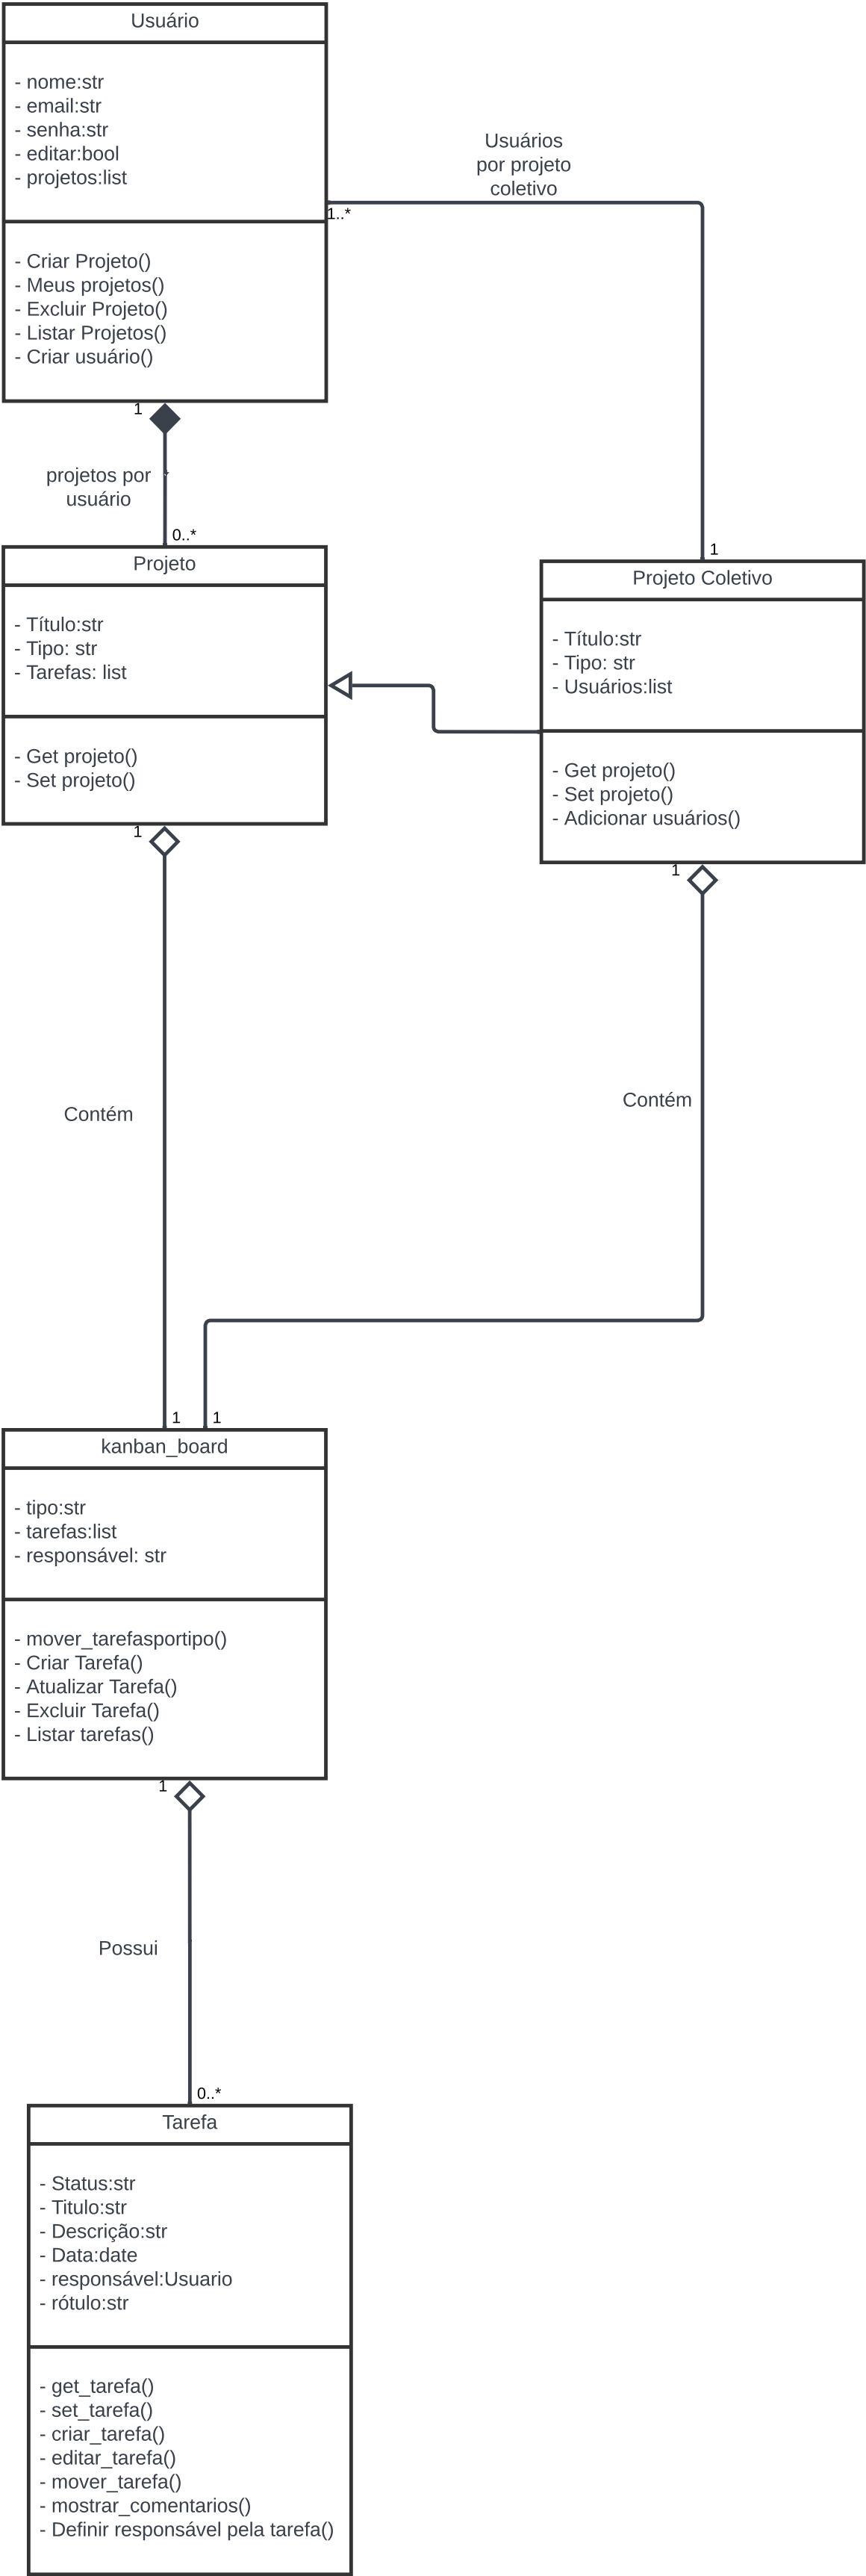 Usuário
- nome:str
- email:str
- senha:str
- editar:bool
- projetos:list
- Criar Projeto()
- Meus projetos()
- Excluir Projeto()
- Listar Projetos()
- Criar usuário()
Usuários
por projeto
coletivo
1..*
1
projetos por
usuário
0..*
Projeto
- Título:str
- Tipo: str
- Tarefas: list
- Get projeto()
- Set projeto()
1
1
Projeto Coletivo
- Título:str
- Tipo: str
- Usuários:list
- Get projeto()
- Set projeto()
- Adicionar usuários()
1
Contém
Contém
1
1
kanban_board
- tipo:str
- tarefas:list
- responsável: str
- mover_tarefasportipo()
- Criar Tarefa()
- Atualizar Tarefa()
- Excluir Tarefa()
- Listar tarefas()
1
Possui
0..*
Tarefa
- Status:str
- Titulo:str
- Descrição:str
- Data:date
- responsável:Usuario
- rótulo:str
- get_tarefa()
- set_tarefa()
- criar_tarefa()
- editar_tarefa()
- mover_tarefa()
- mostrar_comentarios()
- Definir responsável pela tarefa()